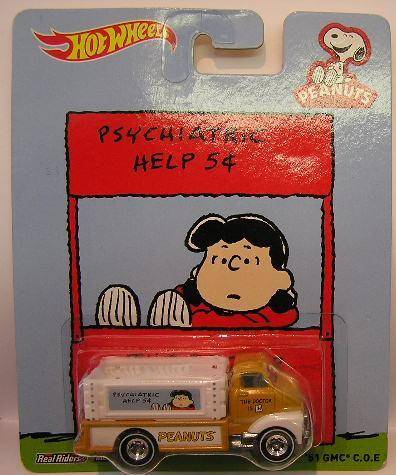 Hot Wheels
PEANUTS
PSYCHIATRIC
HELP 5¢
PSYCHIATRIC
HELP 5¢
THE DOCTOR
IS IN
PEANUTS
Real Riders
'51 GMC® C.O.E